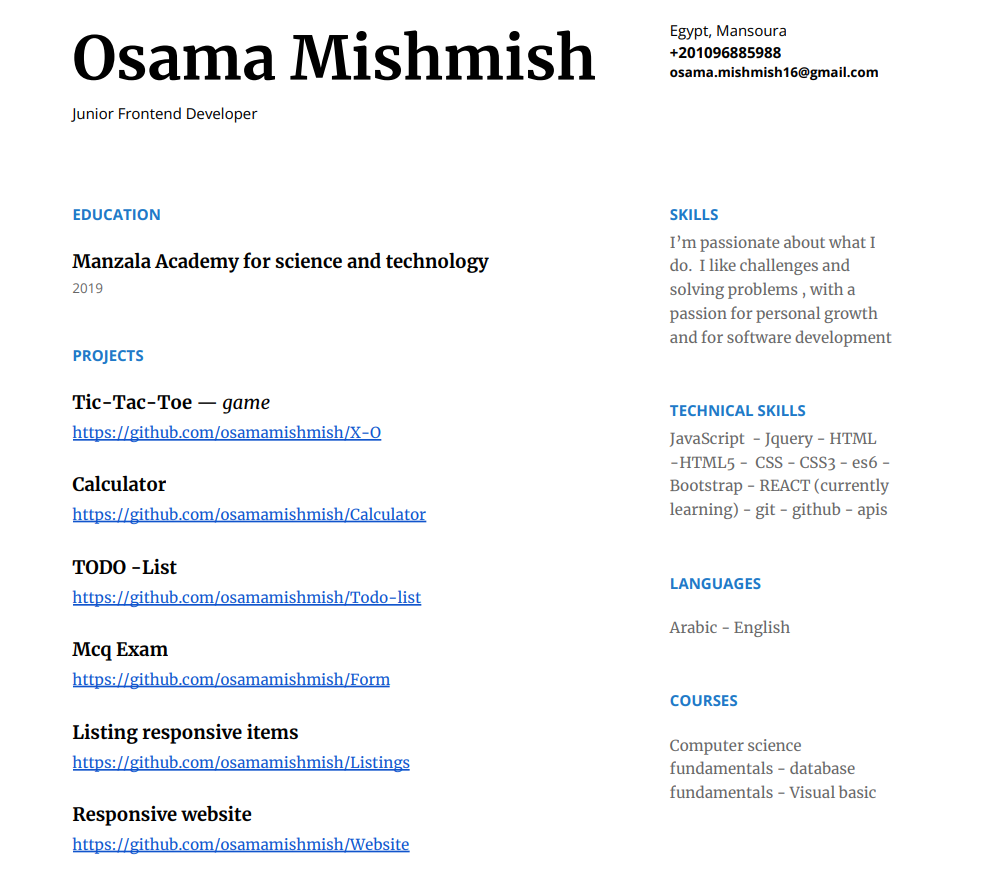 Osama Mishmish
Junior Frontend Developer
Egypt, Mansoura
+201096885988
osama.mishmish16@gmail.com
EDUCATION
Manzala Academy for science and technology
2019
PROJECTS
Tic-Tac-Toe — game
https://github.com/osamamishmish/X-O
Calculator
https://github.com/osamamishmish/Calculator
TODO -List
https://github.com/osamamishmish/Todo-list
Mcq Exam
https://github.com/osamamishmish/Form
Listing responsive items
https://github.com/osamamishmish/Listings
Responsive website
https://github.com/osamamishmish/Website
SKILLS
I’m passionate about what I
do.  I like challenges and
solving problems , with a
passion for personal growth
and for software development
TECHNICAL SKILLS
JavaScript  - Jquery - HTML
-HTML5 -  CSS - CSS3 - es6 -
Bootstrap - REACT (currently
learning) - git - github - apis
LANGUAGES
Arabic - English
COURSES
Computer science
fundamentals - database
fundamentals - Visual basic